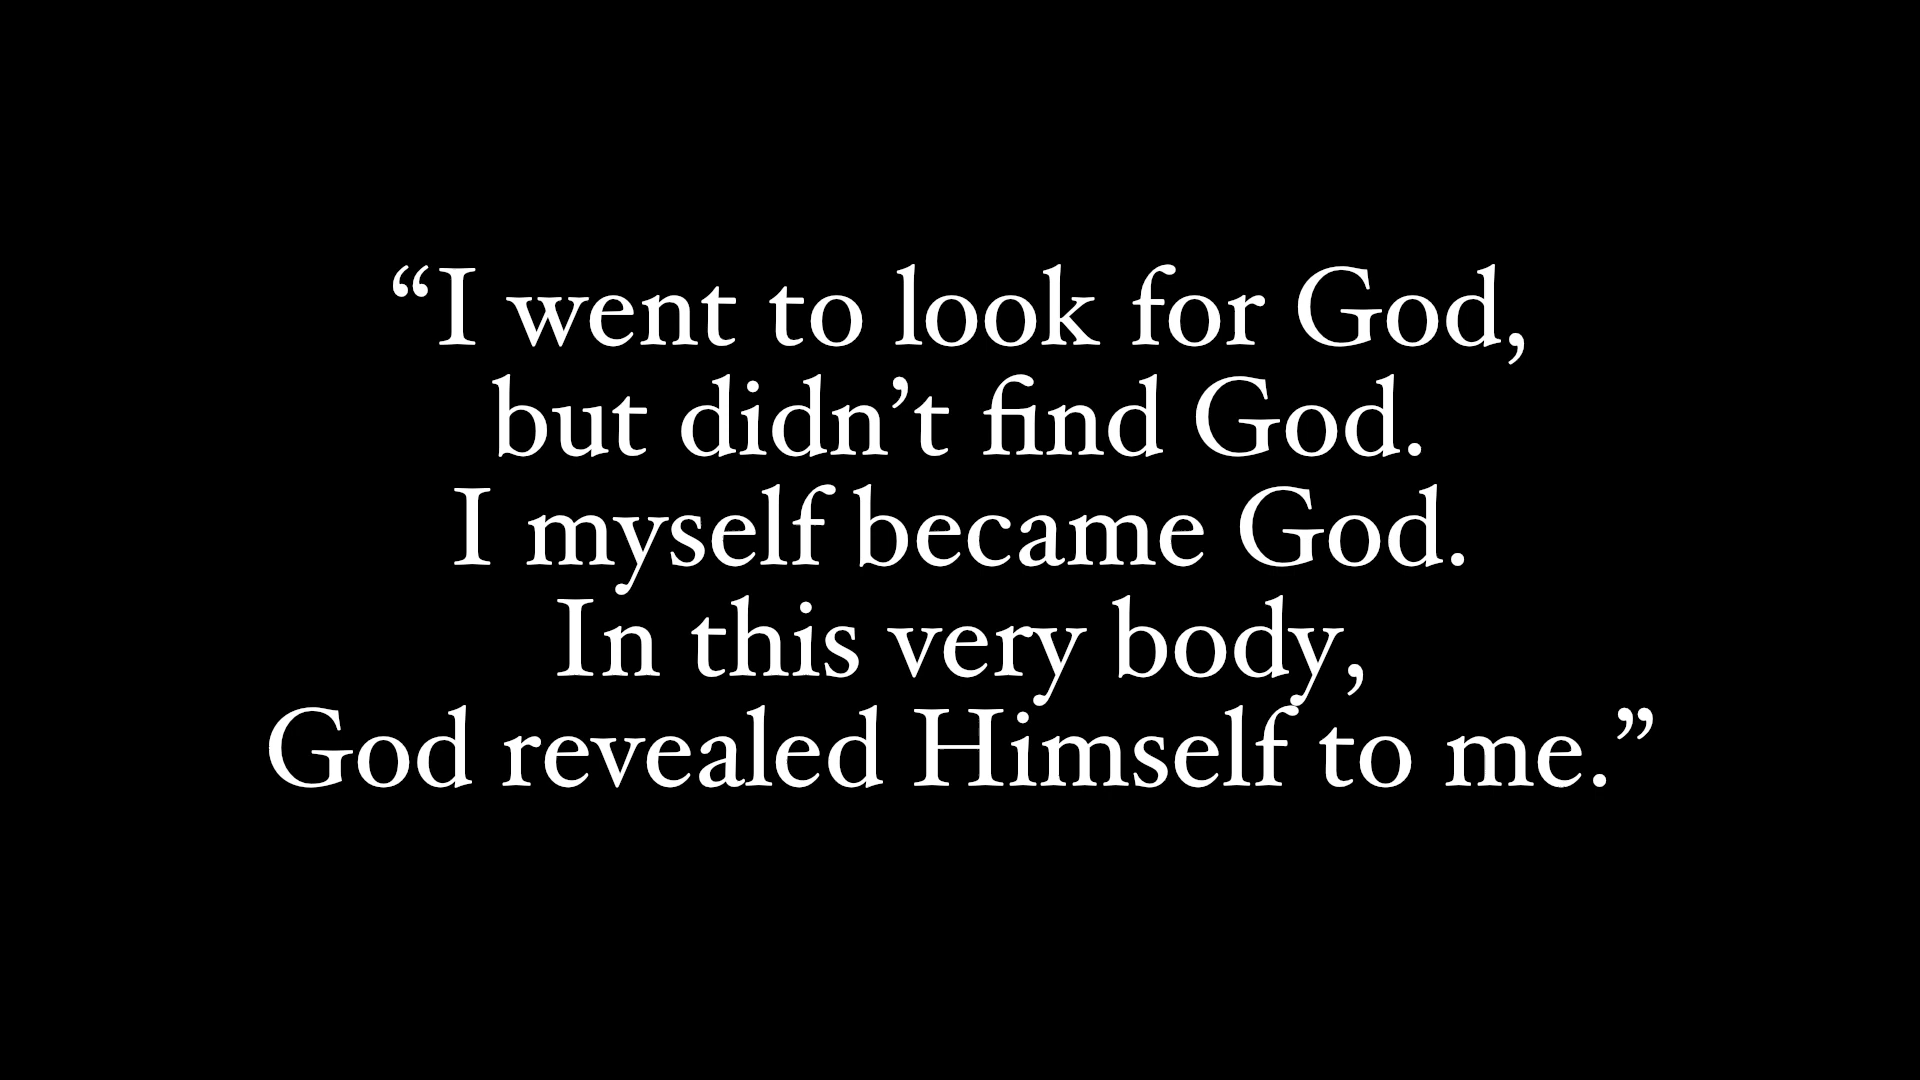 “I went to look for God,
but didn’t find God.
I myself became God.
In this very body,
God revealed Himself to me.”